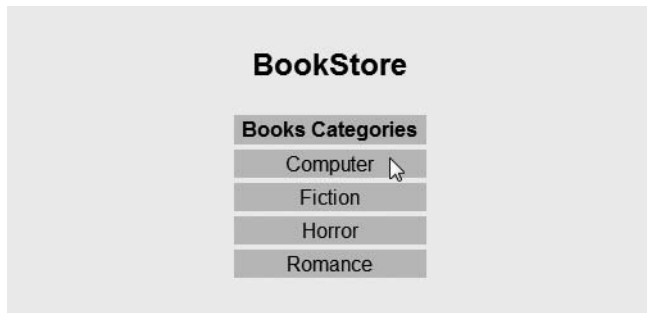 BookStore
Books Categories
Computer
Fiction
Horror
Romance